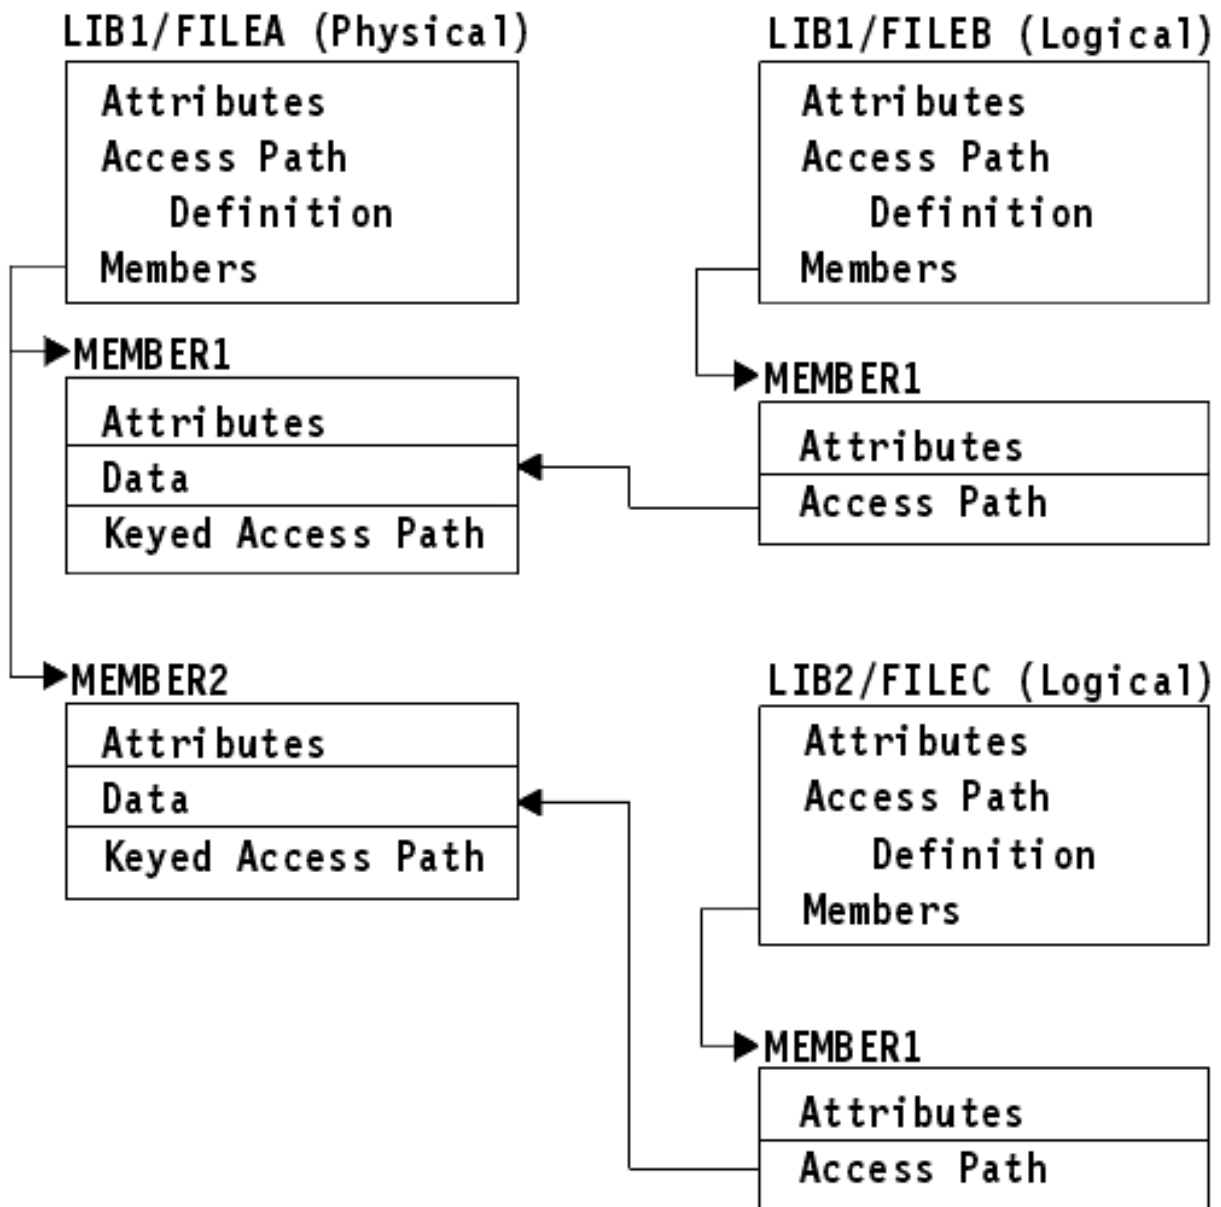 LIB1/FILEA (Physical)
Attributes
Access Path
Definition
Members
MEMBER1
Attributes
Data
Keyed Access Path
MEMBER2
Attributes
Data
Keyed Access Path
LIB1/FILEB (Logical)
Attributes
Access Path
Definition
Members
MEMBER1
Attributes
Access Path
LIB2/FILEC (Logical)
Attributes
Access Path
Definition
Members
MEMBER1
Attributes
Access Path